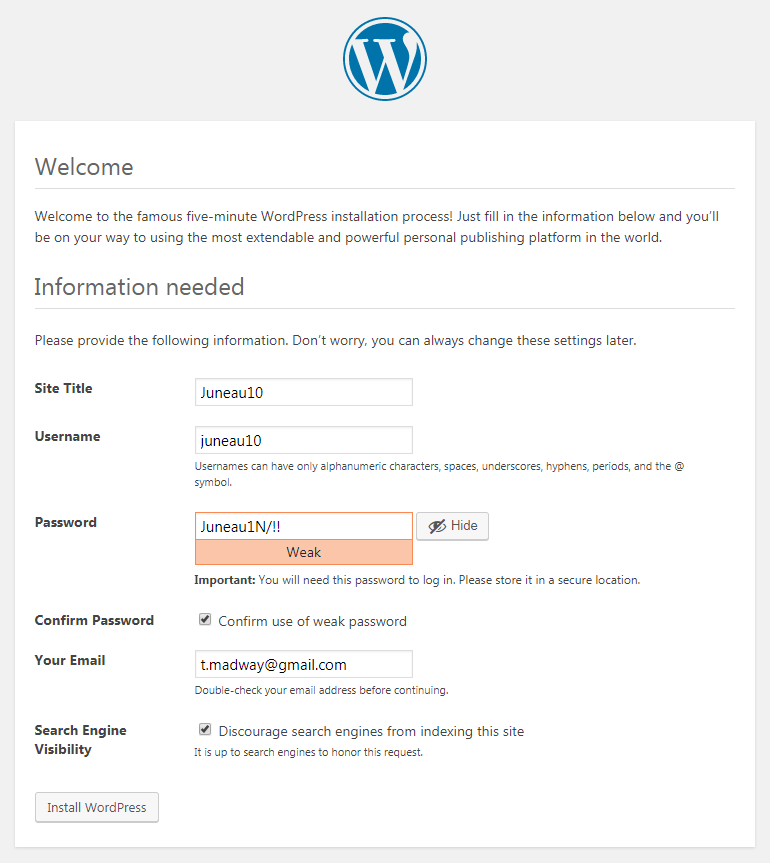 Welcome
Welcome to the famous five-minute WordPress installation process! Just fill in the information below and you’ll
be on your way to using the most extendable and powerful personal publishing platform in the world.
Information needed
Please provide the following information. Don’t worry, you can always change these settings later.
Site Title
Juneau10
Username
juneau10
Usernames can have only alphanumeric characters, spaces, underscores, hyphens, periods, and the @
symbol.
Password
Juneau1N/!!
Hide
Weak
Important: You will need this password to log in. Please store it in a secure location.
Confirm Password
Confirm use of weak password
Your Email
t.madway@gmail.com
Double-check your email address before continuing.
Search Engine
Visibility
Discourage search engines from indexing this site
It is up to search engines to honor this request.
Install WordPress